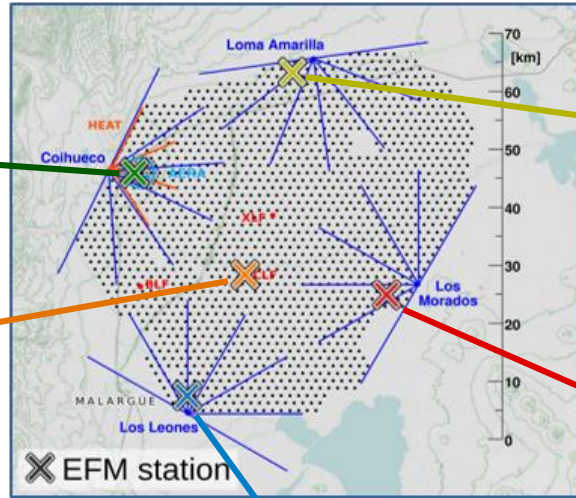 70
Loma Amarilla
[km]
60
HEAT
50
Coihueco
AERA
40
XLF
30
BLF
CLF
Los
Morados
20
10
MALARGUE
Los Leones
0
EFM station